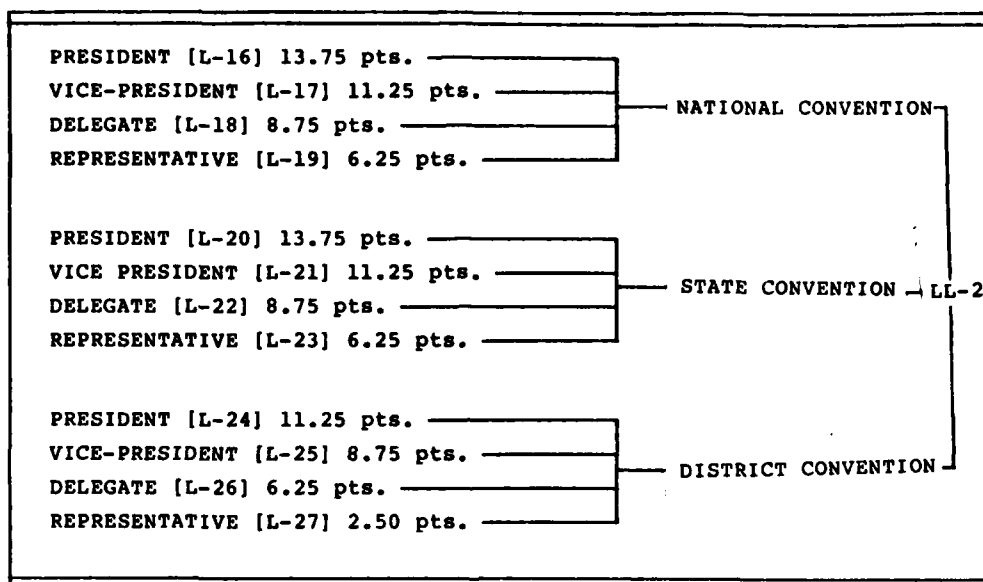 PRESIDENT [L-16] 13.75 pts.
VICE-PRESIDENT [L-17] 11.25 pts.
DELEGATE [L-18] 8.75 pts.
REPRESENTATIVE [L-19] 6.25 pts.
NATIONAL CONVENTION
PRESIDENT [L-20] 13.75 pts.
VICE PRESIDENT [L-21] 11.25 pts.
DELEGATE [L-22] 8.75 pts.
REPRESENTATIVE [L-23] 6.25 pts.
STATE CONVENTION
LL-2
PRESIDENT [L-24] 11.25 pts.
VICE-PRESIDENT [L-25] 8.75 pts.
DELEGATE [L-26] 6.25 pts.
REPRESENTATIVE [L-27] 2.50 pts.
DISTRICT CONVENTION